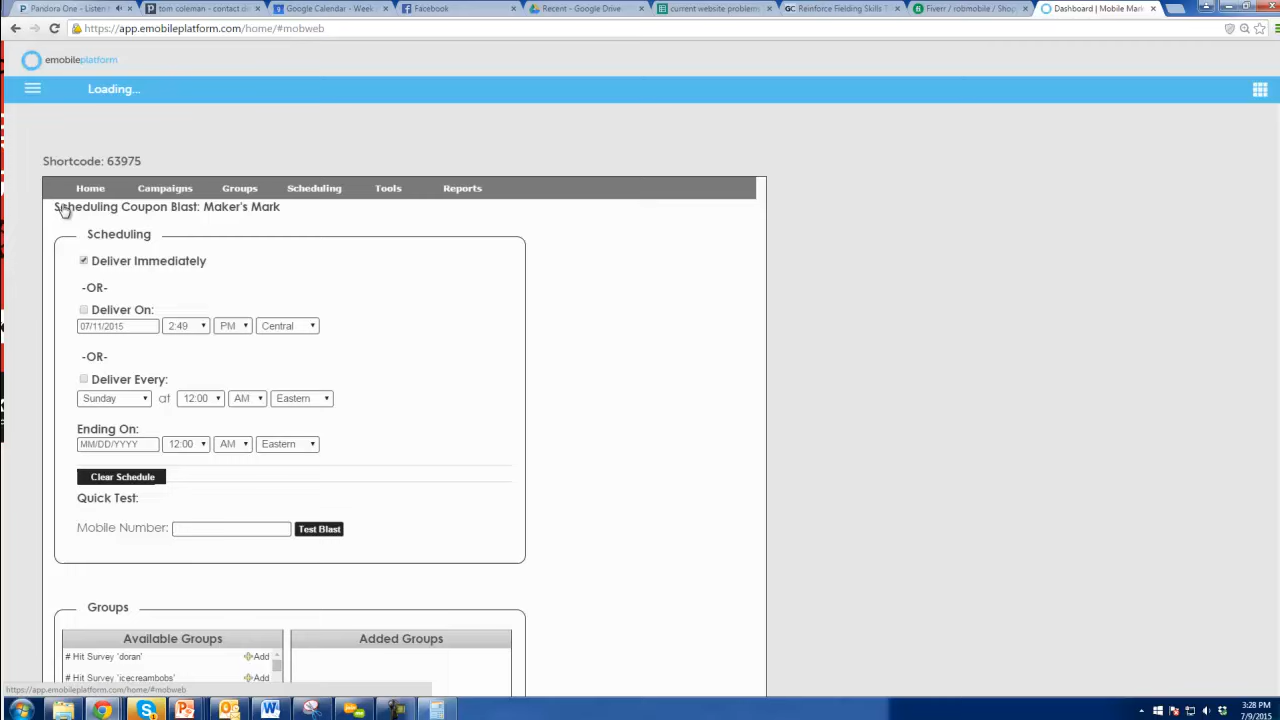 Pandora One - Listen t
tom coleman - contact.do
Google Calendar - Week
Facebook
Recent - Google Drive
current website problems
Reinforce Fielding Skills T
Fiverr / robmobile / Shop
Dashboard | Mobile Mark
https://app.emobileplatform.com/home/#mobweb
emobileplatform
Loading...
Shortcode: 63975
Home Campaigns Groups Scheduling Tools Reports
Scheduling Coupon Blast: Maker's Mark
Scheduling
Deliver Immediately
-OR-
Deliver On:
07/11/2015 2:49 PM Central
-OR-
Deliver Every:
Sunday at 12:00 AM Eastern
Ending On:
MM/DD/YYYY 12:00 AM Eastern
Clear Schedule
Quick Test:
Mobile Number: Test Blast
Groups
Available Groups Added Groups
# Hit Survey 'doran' Add
# Hit Survey 'icecreambobs' Add
https://app.emobileplatform.com/home/#mobweb
3:28 PM
7/9/2015